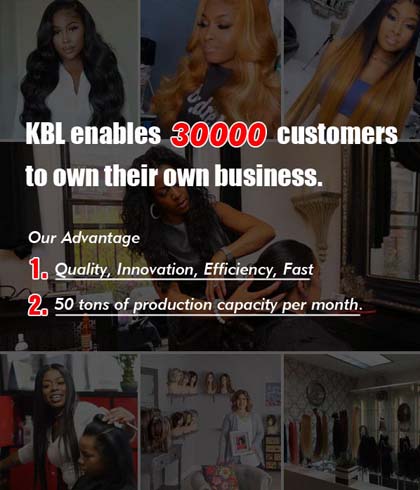 KBL enables 30000 customers
to own their own business.
Our Advantage
1. Quality, Innovation, Efficiency, Fast
2. 50 tons of production capacity per month.